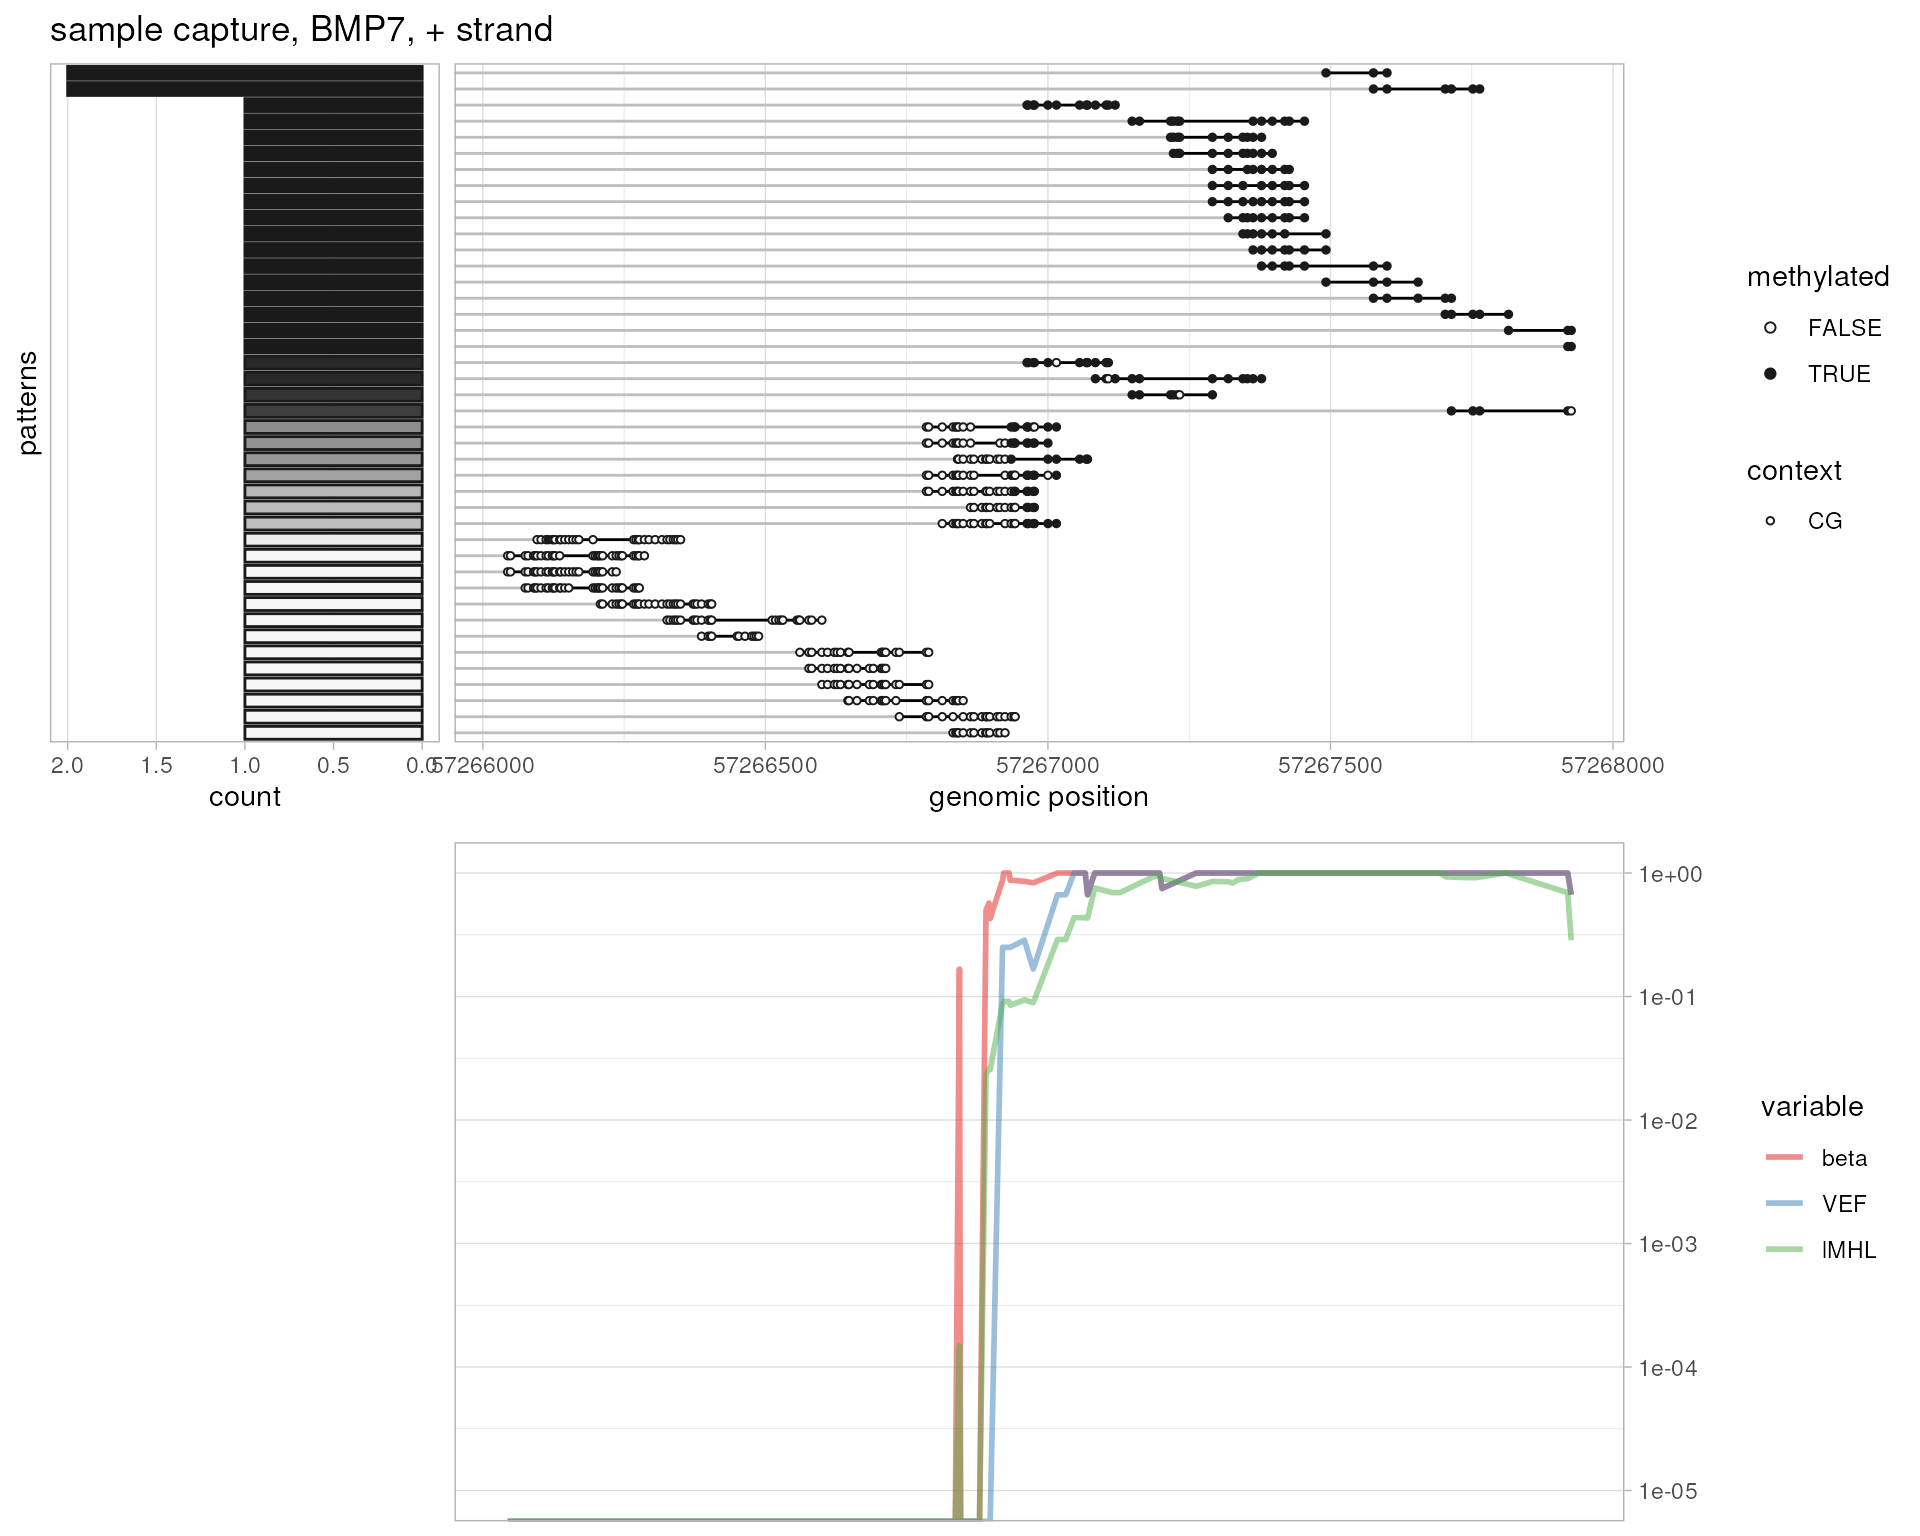 sample capture, BMP7, + strand
patterns
2.0 1.5 1.0 0.5 0.0
count
57266000 57266500 57267000 57267500 57268000
genomic position
methylated
FALSE
TRUE
context
CG
1e+00
1e-01
1e-02
1e-03
1e-04
1e-05
variable
beta
VEF
lMHL